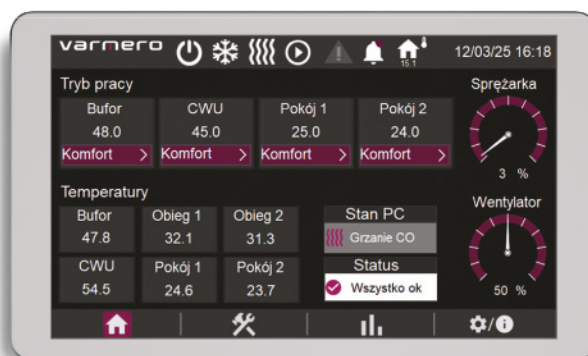 varmero
15.1
12/03/25 16:18
Tryb pracy
Sprężarka
Bufor
CWU
Pokój 1
Pokój 2
48.0
45.0
25.0
24.0
Komfort >
Komfort >
Komfort >
Komfort >
3 %
Temperatury
Wentylator
Bufor
Obieg 1
Obieg 2
Stan PC
47.8
32.1
31.3
Grzanie CO
CWU
Pokój 1
Pokój 2
Status
54.5
24.6
23.7
Wszystko ok
50 %